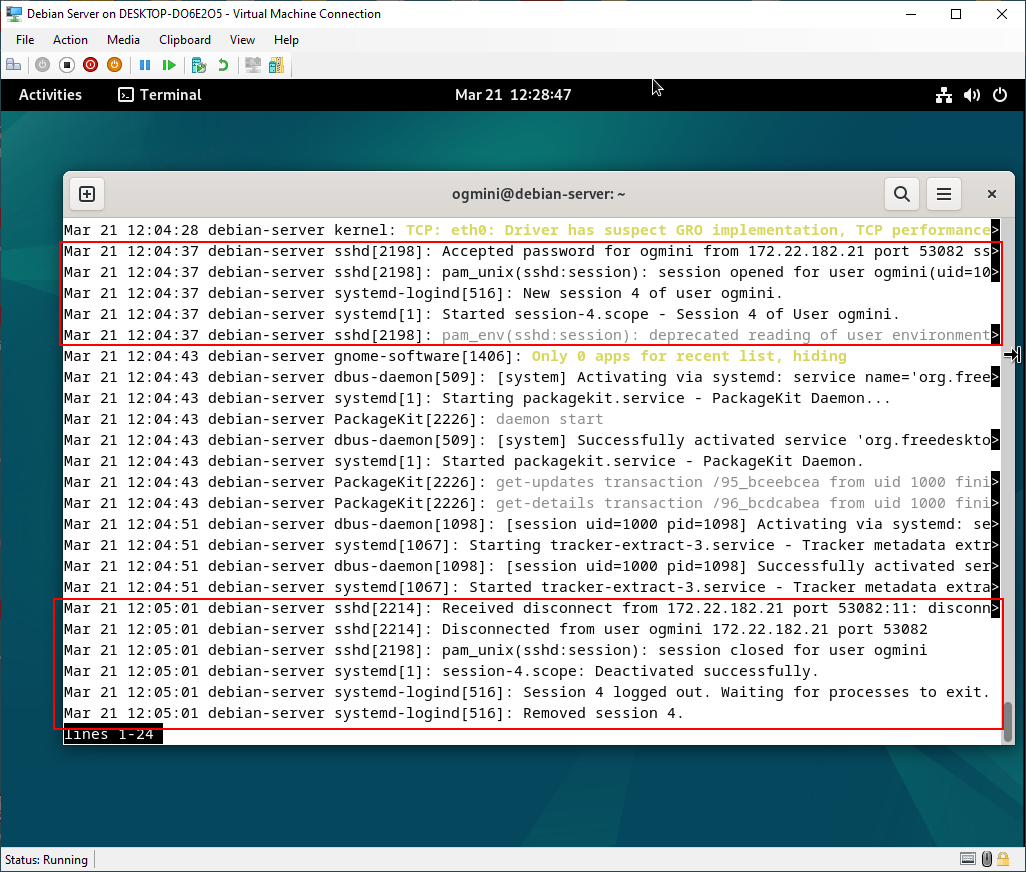 Debian Server on DESKTOP-DO6E2O5 - Virtual Machine Connection
File Action Media Clipboard View Help
Activities Terminal Mar 21 12:28:47
ogmini@debian-server: ~
Mar 21 12:04:28 debian-server kernel: TCP: eth0: Driver has suspect GRO implementation, TCP performance>
Mar 21 12:04:37 debian-server sshd[2198]: Accepted password for ogmini from 172.22.182.21 port 53082 ss>
Mar 21 12:04:37 debian-server sshd[2198]: pam_unix(sshd:session): session opened for user ogmini(uid=10>
Mar 21 12:04:37 debian-server systemd-logind[516]: New session 4 of user ogmini.
Mar 21 12:04:37 debian-server systemd[1]: Started session-4.scope - Session 4 of User ogmini.
Mar 21 12:04:37 debian-server sshd[2198]: pam_env(sshd:session): deprecated reading of user environment>
Mar 21 12:04:43 debian-server gnome-software[1406]: Only 0 apps for recent list, hiding
Mar 21 12:04:43 debian-server dbus-daemon[509]: [system] Activating via systemd: service name='org.free>
Mar 21 12:04:43 debian-server systemd[1]: Starting packagekit.service - PackageKit Daemon...
Mar 21 12:04:43 debian-server PackageKit[2226]: daemon start
Mar 21 12:04:43 debian-server dbus-daemon[509]: [system] Successfully activated service 'org.freedeskto>
Mar 21 12:04:43 debian-server systemd[1]: Started packagekit.service - PackageKit Daemon.
Mar 21 12:04:43 debian-server PackageKit[2226]: get-updates transaction /95_bceebcea from uid 1000 fini>
Mar 21 12:04:43 debian-server PackageKit[2226]: get-details transaction /96_bcdcabea from uid 1000 fini>
Mar 21 12:04:51 debian-server dbus-daemon[1098]: [session uid=1000 pid=1098] Activating via systemd: se>
Mar 21 12:04:51 debian-server systemd[1067]: Starting tracker-extract-3.service - Tracker metadata extr>
Mar 21 12:04:51 debian-server dbus-daemon[1098]: [session uid=1000 pid=1098] Successfully activated ser>
Mar 21 12:04:51 debian-server systemd[1067]: Started tracker-extract-3.service - Tracker metadata extra>
Mar 21 12:05:01 debian-server sshd[2214]: Received disconnect from 172.22.182.21 port 53082:11: disconn>
Mar 21 12:05:01 debian-server sshd[2214]: Disconnected from user ogmini 172.22.182.21 port 53082
Mar 21 12:05:01 debian-server sshd[2198]: pam_unix(sshd:session): session closed for user ogmini
Mar 21 12:05:01 debian-server systemd[1]: session-4.scope: Deactivated successfully.
Mar 21 12:05:01 debian-server systemd-logind[516]: Session 4 logged out. Waiting for processes to exit.
Mar 21 12:05:01 debian-server systemd-logind[516]: Removed session 4.
lines 1-24
Status: Running